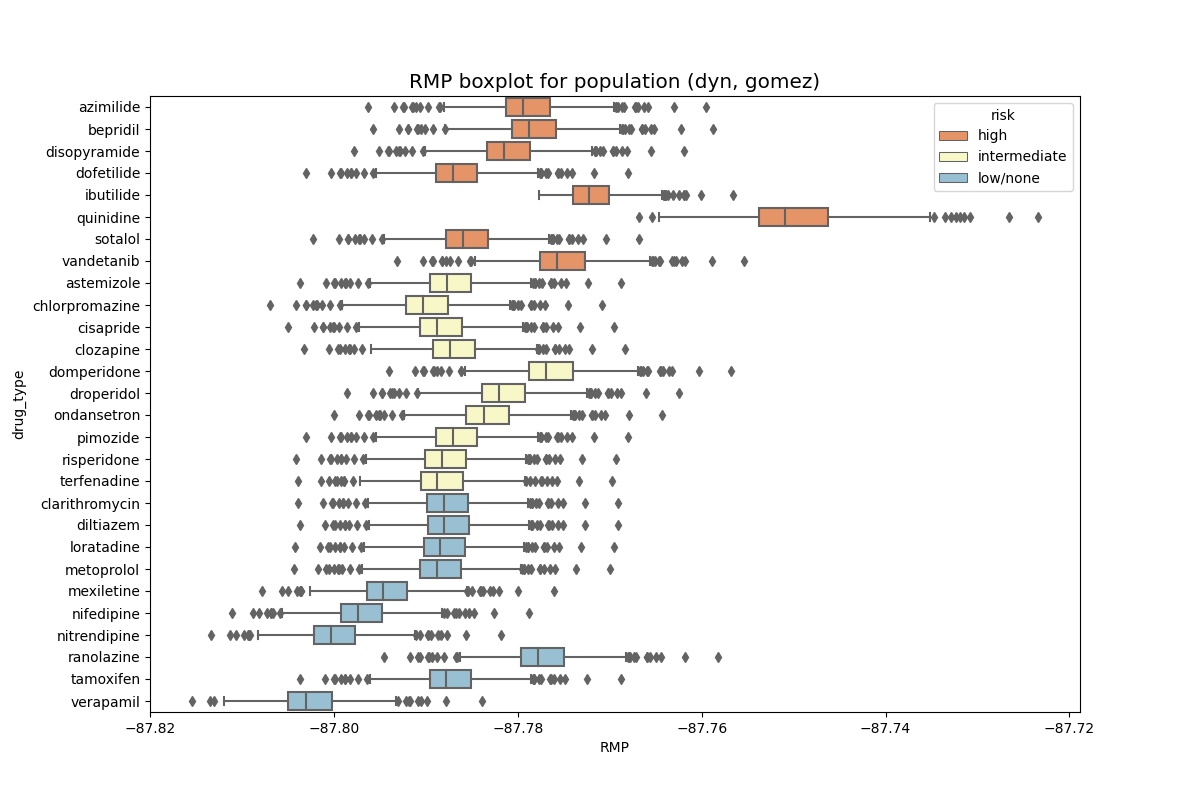 RMP boxplot for population (dyn, gomez)
azimilide
bepridil
disopyramide
dofetilide
ibutilide
quinidine
sotalol
vandetanib
astemizole
chlorpromazine
cisapride
clozapine
domperidone
droperidol
ondansetron
pimozide
risperidone
terfenadine
clarithromycin
diltiazem
loratadine
metoprolol
mexiletine
nifedipine
nitrendipine
ranolazine
tamoxifen
verapamil
drug_type
risk
high
intermediate
low/none
−87.82 −87.80 −87.78 −87.76 −87.74 −87.72
RMP